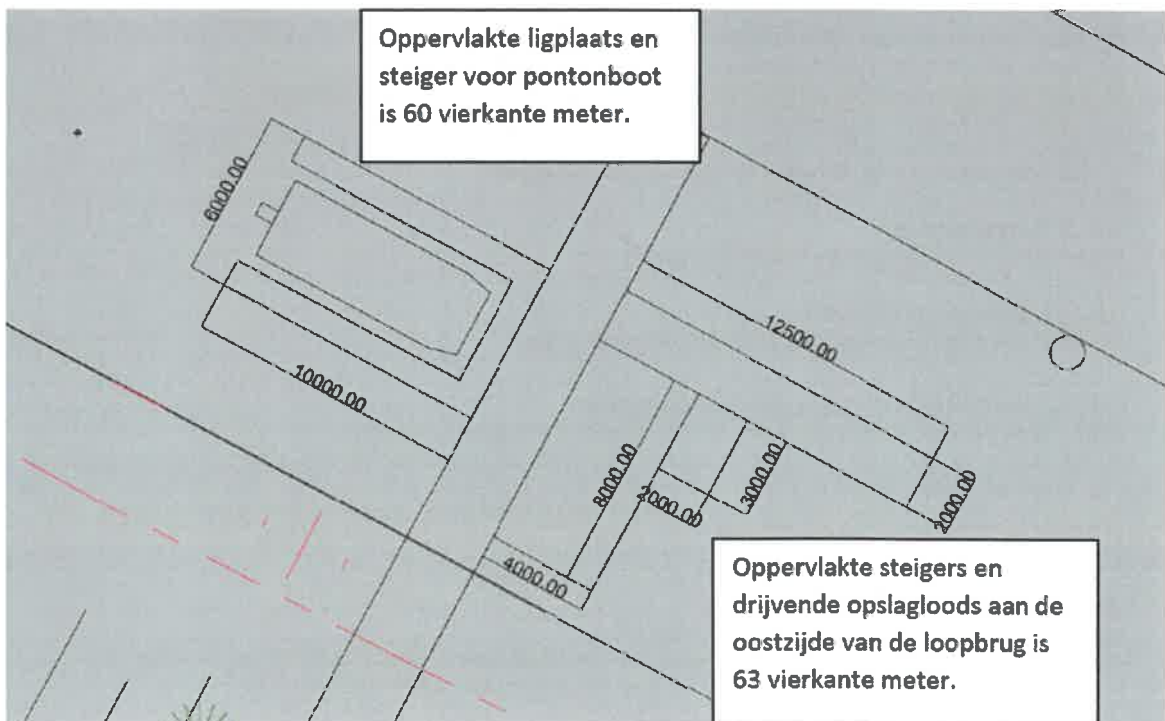 Oppervlakte ligplaats en
steiger voor pontonboot
is 60 vierkante meter.
6000.00
10000.00
12500.00
8000.00
2000.00
3000.00
2000.00
4000.00
Oppervlakte steigers en
drijvende opslagloods aan de
oostzijde van de loopbrug is
63 vierkante meter.